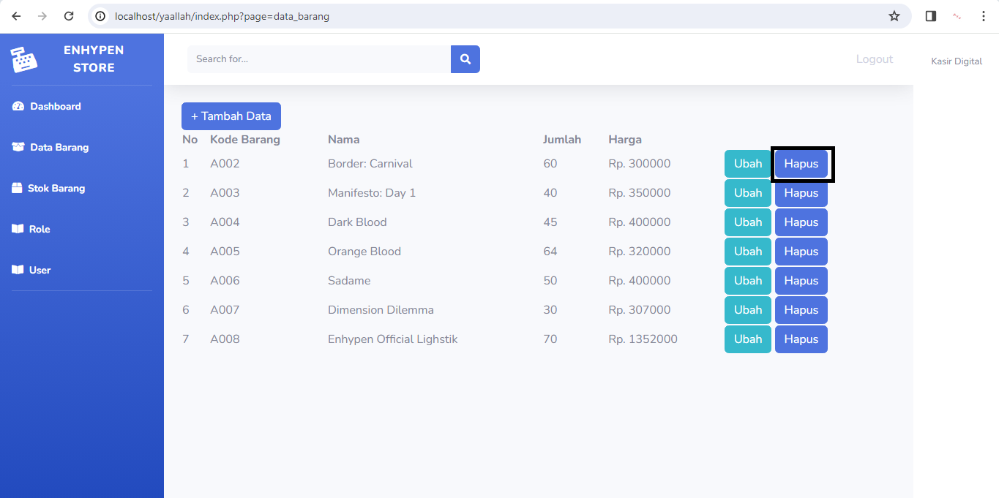 localhost/yaallah/index.php?page=data_barang
ENHYPEN
STORE
Search for...
Logout
Kasir Digital
Dashboard
Data Barang
Stok Barang
Role
User
+ Tambah Data
No Kode Barang Nama Jumlah Harga
1 A002 Border: Carnival 60 Rp. 300000 Ubah Hapus
2 A003 Manifesto: Day 1 40 Rp. 350000 Ubah Hapus
3 A004 Dark Blood 45 Rp. 400000 Ubah Hapus
4 A005 Orange Blood 64 Rp. 320000 Ubah Hapus
5 A006 Sadame 50 Rp. 400000 Ubah Hapus
6 A007 Dimension Dilemma 30 Rp. 307000 Ubah Hapus
7 A008 Enhypen Official Lighstik 70 Rp. 1352000 Ubah Hapus